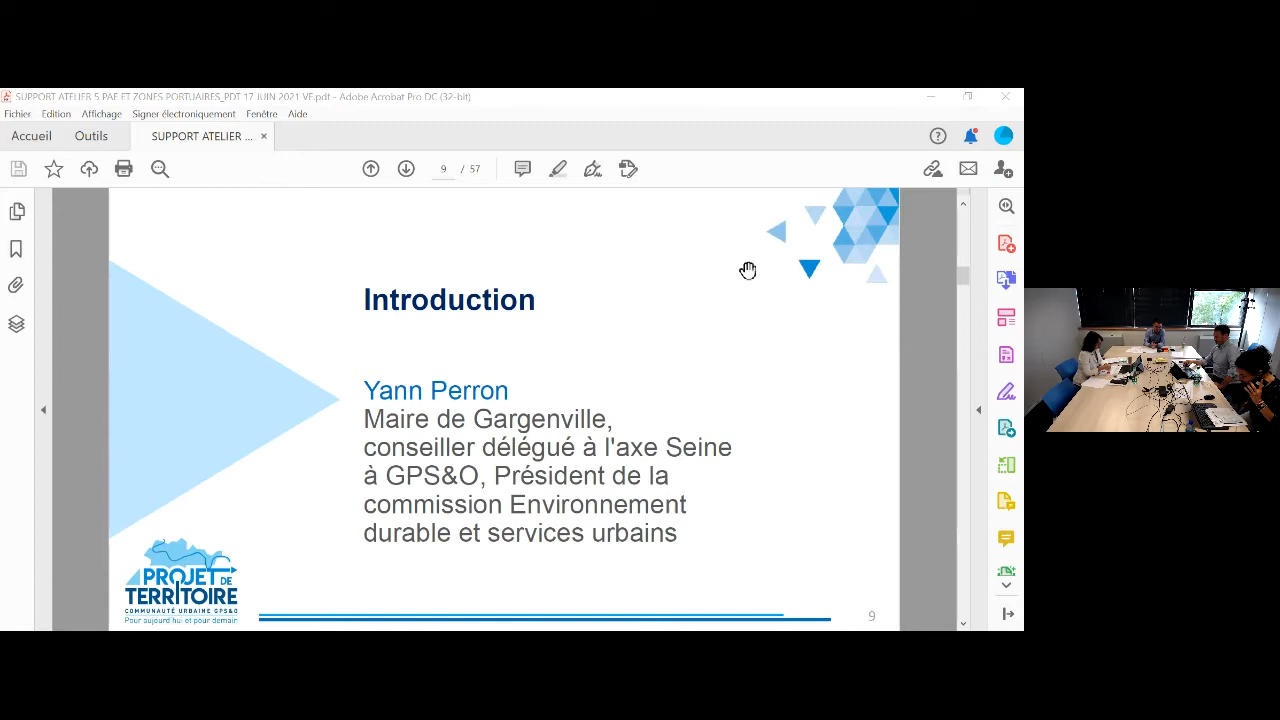 SUPPORT ATELIER 5 PAE ET ZONES PORTUAIRES_PDT 17 JUIN 2021 VF.pdf - Adobe Acrobat Pro DC (32-bit)
Fichier Edition Affichage Signer électroniquement Fenêtre Aide
Accueil Outils SUPPORT ATELIER ... ×
9 / 57
Introduction
Yann Perron
Maire de Gargenville,
conseiller délégué à l'axe Seine
à GPS&O, Président de la
commission Environnement
durable et services urbains
PROJET DE
TERRITOIRE
COMMUNAUTÉ URBAINE GPS&O
Pour aujourd'hui et pour demain
9